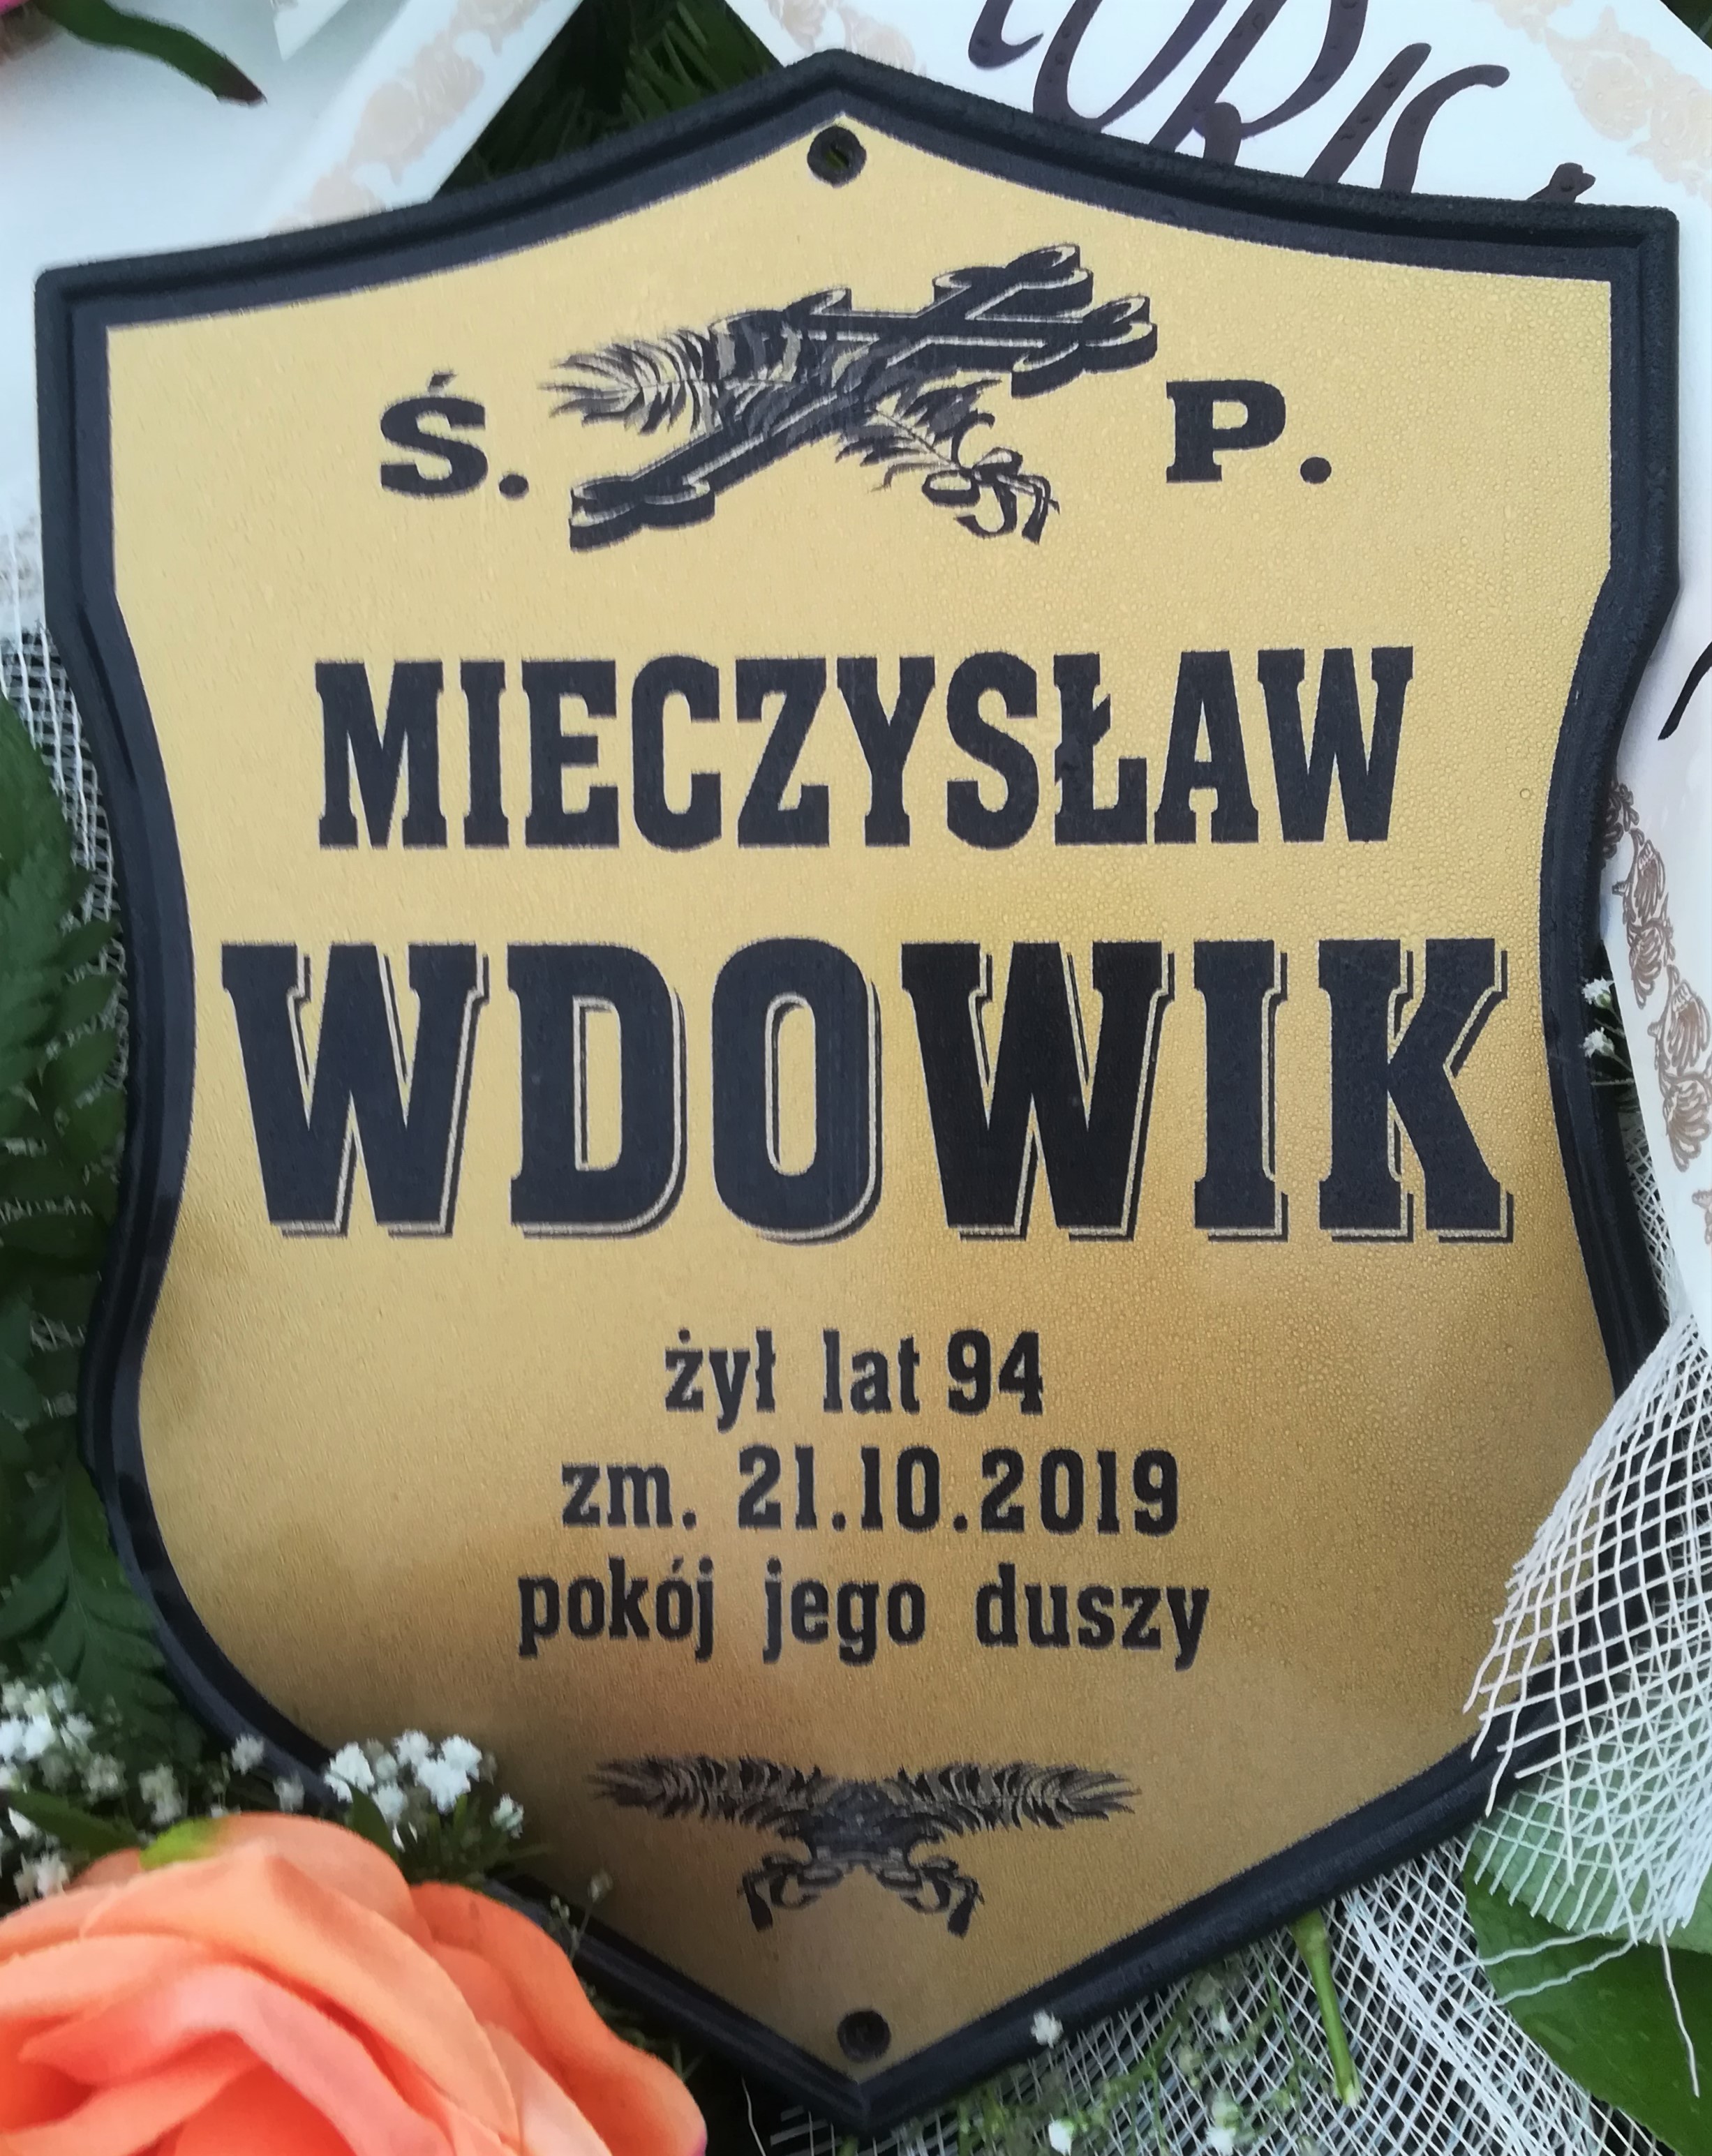 Ś. P.
MIECZYSŁAW
WDOWIK
żył lat 94
zm. 21.10.2019
pokój jego duszy